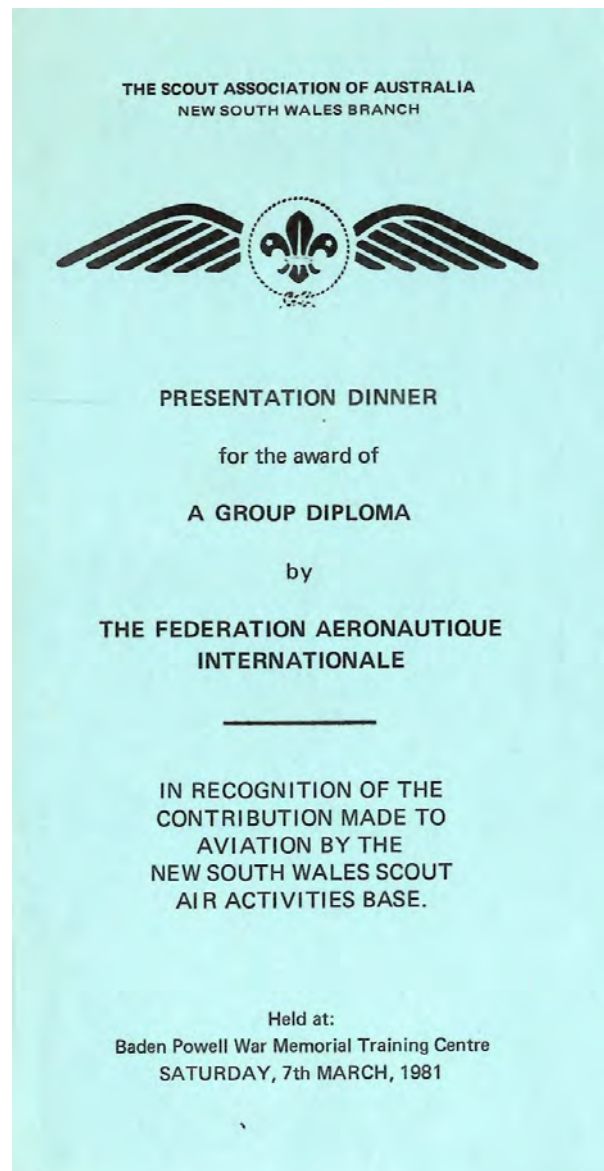 THE SCOUT ASSOCIATION OF AUSTRALIA
NEW SOUTH WALES BRANCH
PRESENTATION DINNER
for the award of
A GROUP DIPLOMA
by
THE FEDERATION AERONAUTIQUE
INTERNATIONALE
IN RECOGNITION OF THE
CONTRIBUTION MADE TO
AVIATION BY THE
NEW SOUTH WALES SCOUT
AIR ACTIVITIES BASE.
Held at:
Baden Powell War Memorial Training Centre
SATURDAY, 7th MARCH, 1981